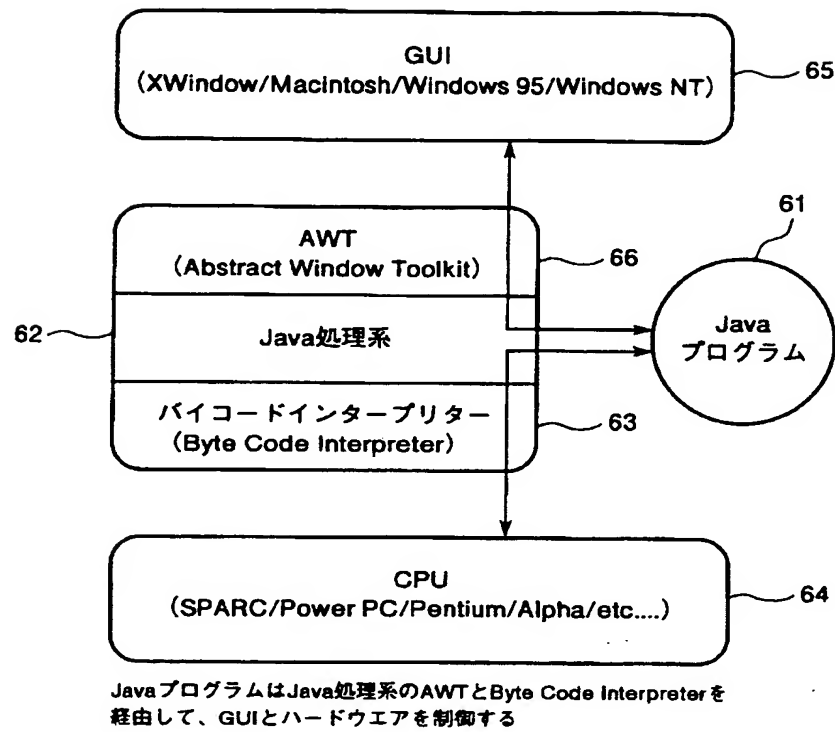 GUI
(XWindow/Macintosh/Windows 95/Windows NT)
65
61
AWT
(Abstract Window Toolkit)
66
62
Java処理系
Java
プログラム
バイコードインタープリター
(Byte Code Interpreter)
63
CPU
(SPARC/Power PC/Pentium/Alpha/etc....)
64
JavaプログラムはJava処理系のAWTとByte Code Interpreterを
経由して、GUIとハードウエアを制御する